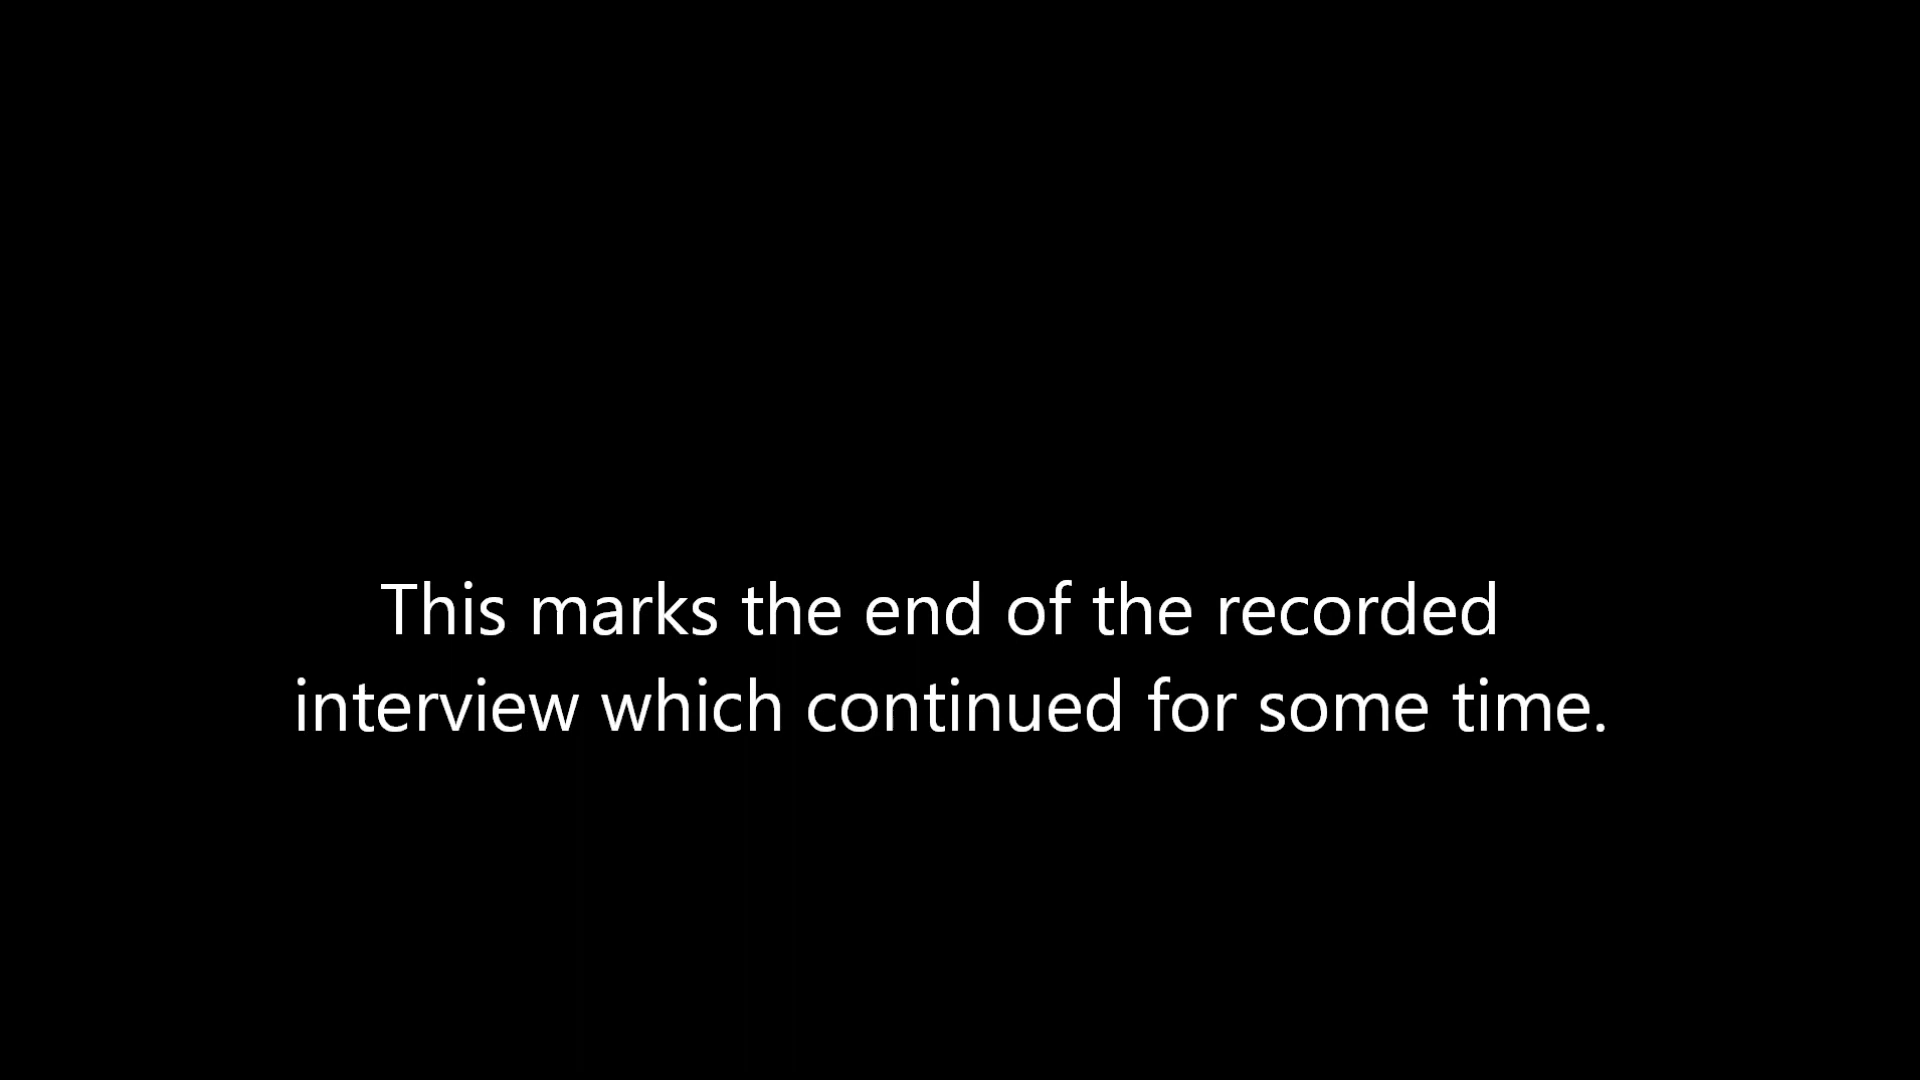 This marks the end of the recorded
interview which continued for some time.